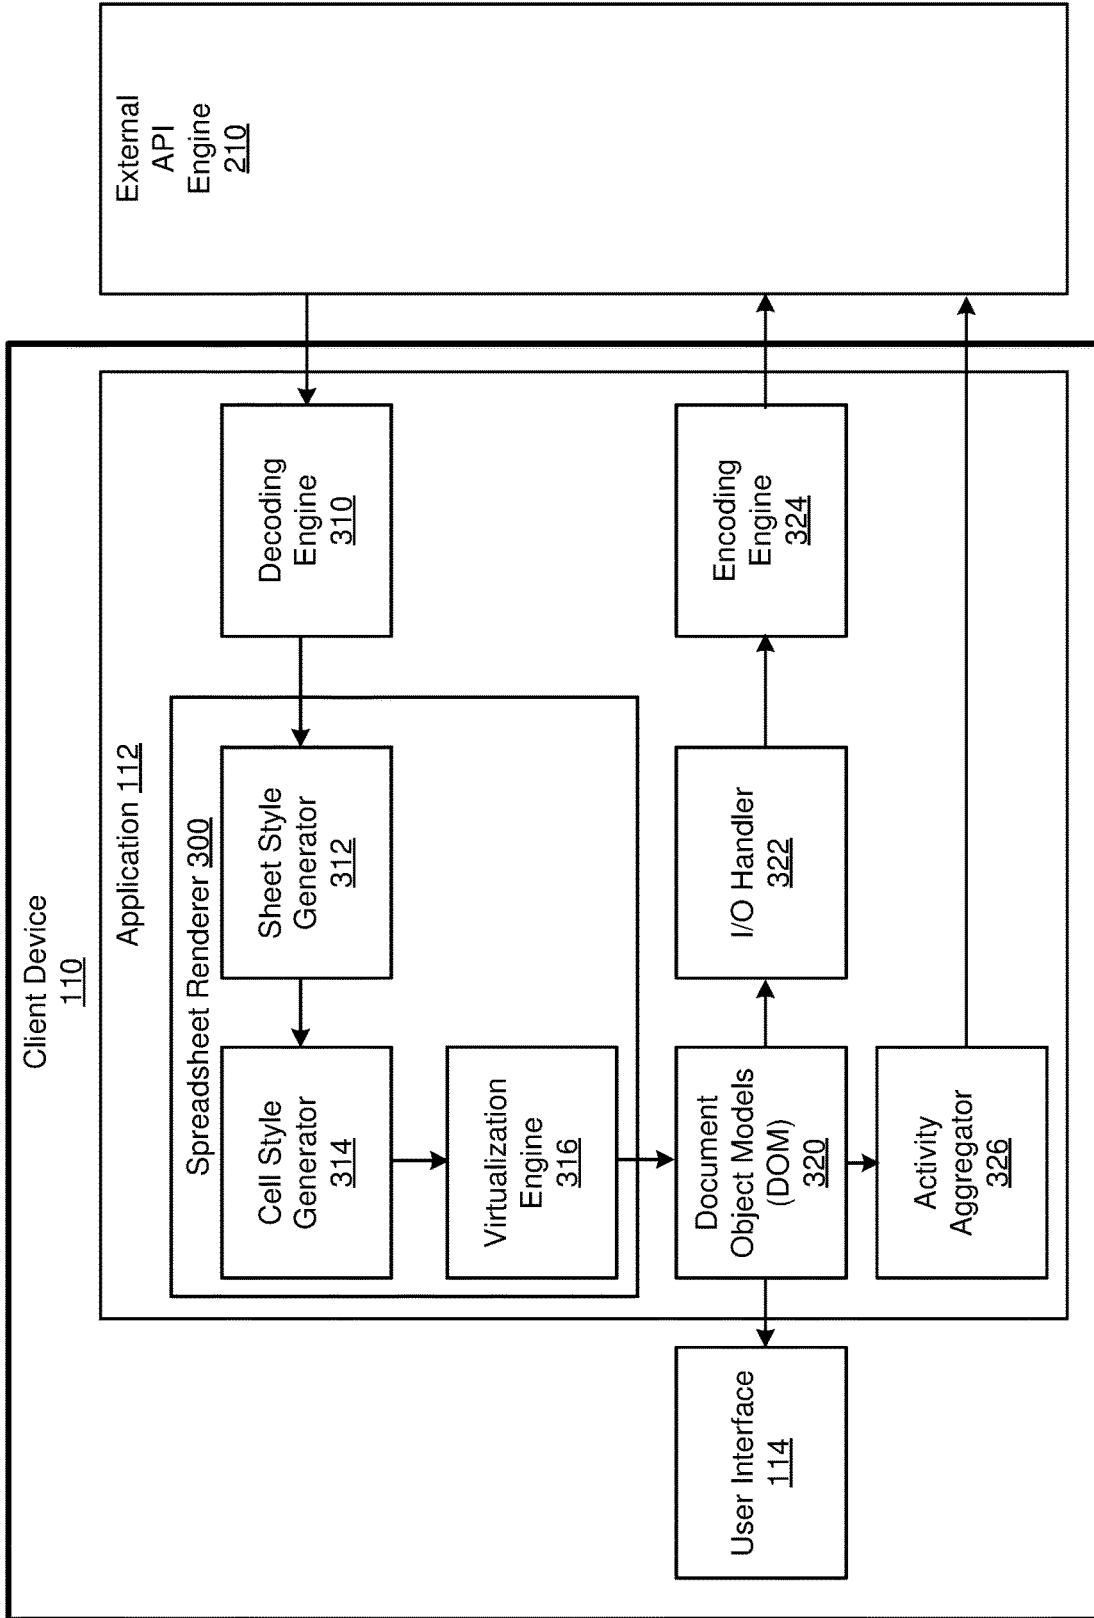 Client Device
110
Application 112
Spreadsheet Renderer 300
Cell Style
Generator
314
Sheet Style
Generator
312
Decoding
Engine
310
External
API
Engine
210
Virtualization
Engine
316
User Interface
114
Document
Object Models
(DOM)
320
I/O Handler
322
Encoding
Engine
324
Activity
Aggregator
326